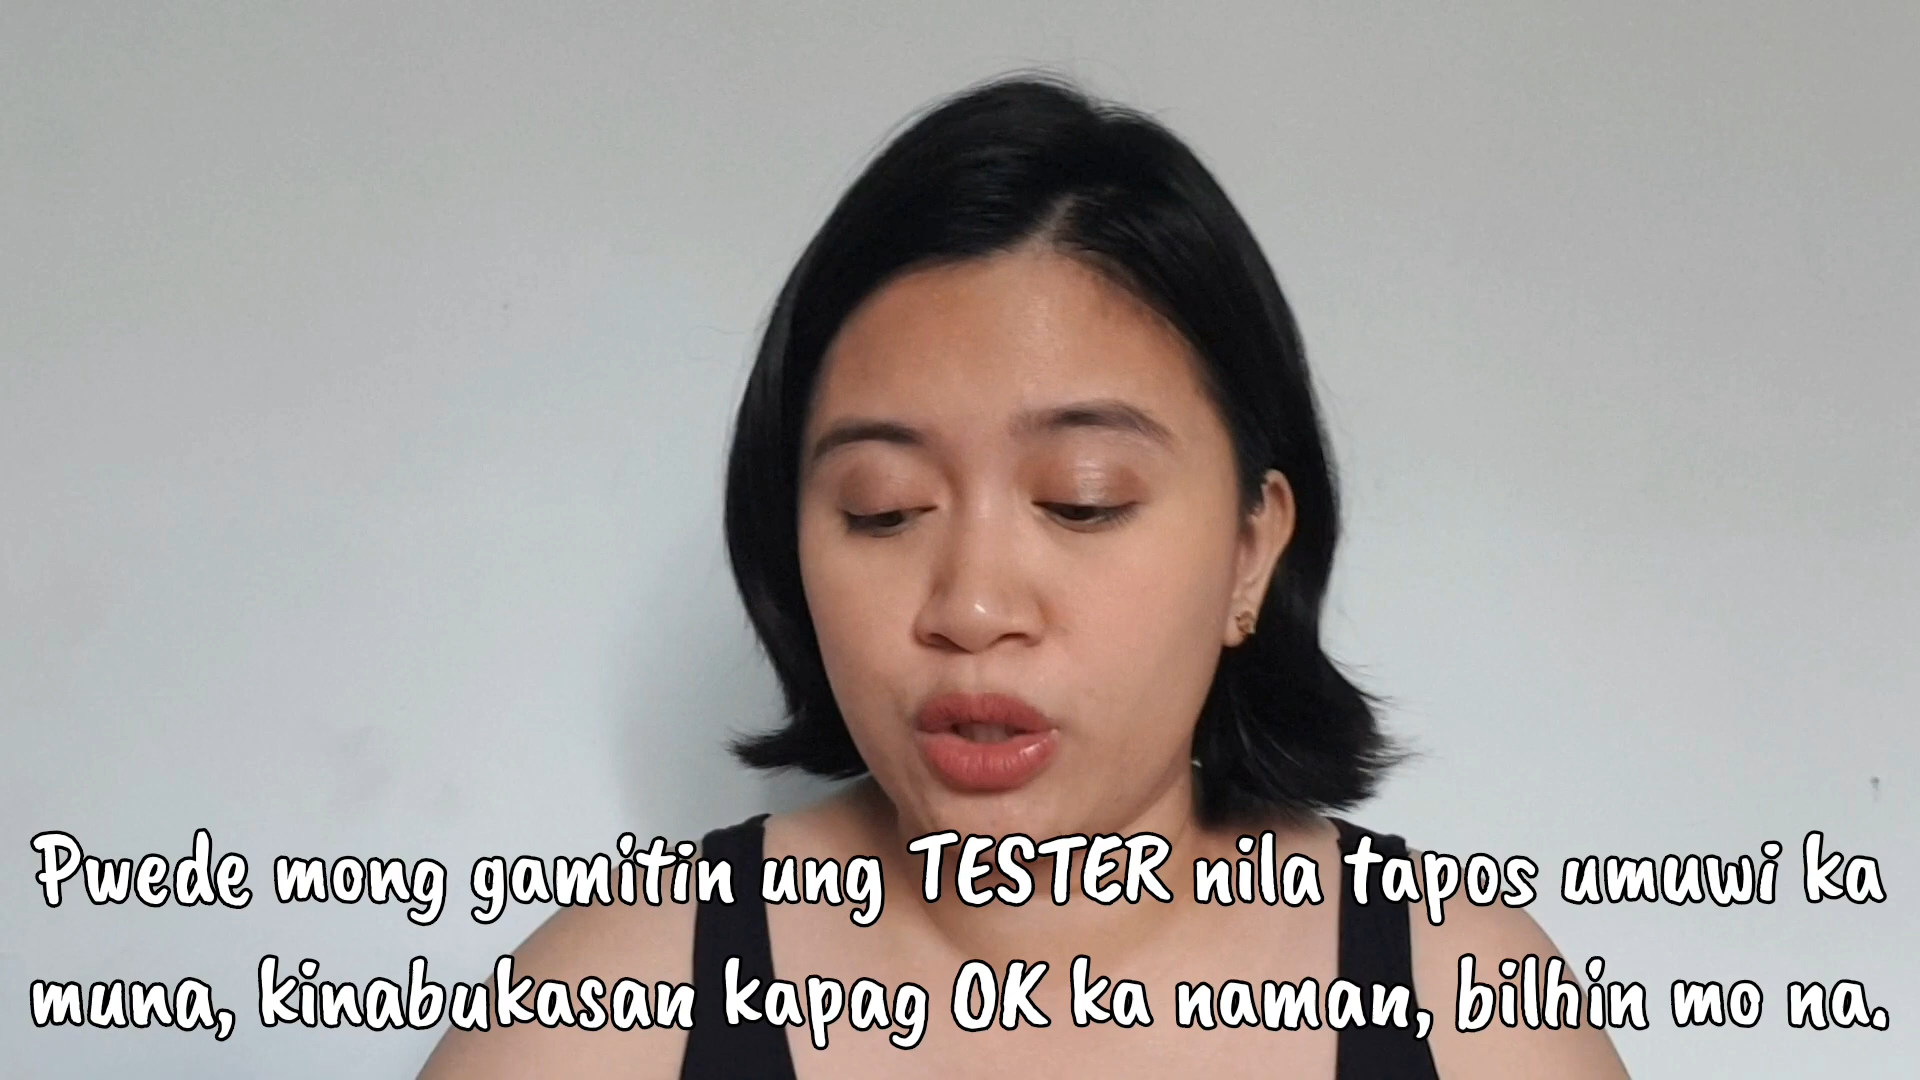 Pwede mong gamitin ung TESTER nila tapos umuwi ka
muna, kinabukasan kapag OK ka naman, bilhin mo na.